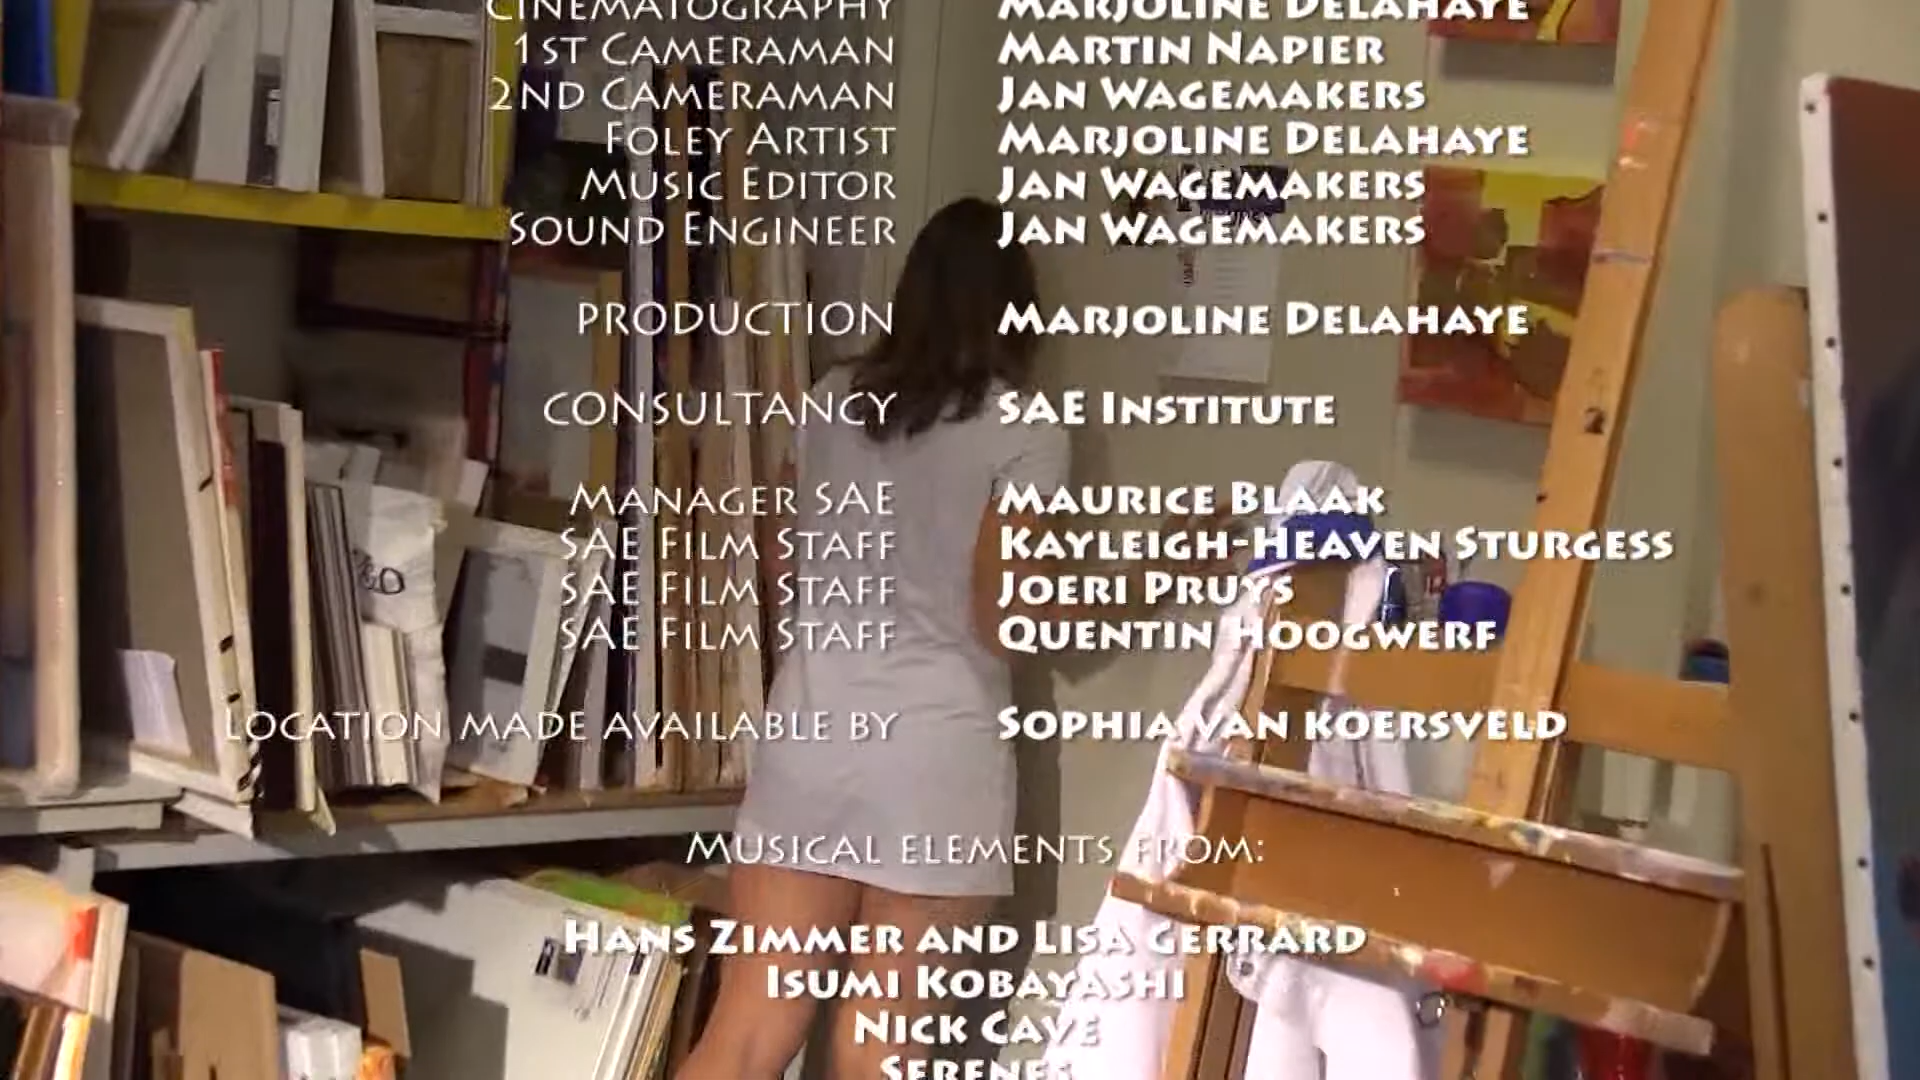 CINEMATOGRAPHY MARJOLINE DELAHAYE
1ST CAMERAMAN MARTIN NAPIER
2ND CAMERAMAN JAN WAGEMAKERS
FOLEY ARTIST MARJOLINE DELAHAYE
MUSIC EDITOR JAN WAGEMAKERS
SOUND ENGINEER JAN WAGEMAKERS
PRODUCTION MARJOLINE DELAHAYE
CONSULTANCY SAE INSTITUTE
MANAGER SAE MAURICE BLAAK
SAE FILM STAFF KAYLEIGH-HEAVEN STURGESS
SAE FILM STAFF JOERI PRUYS
SAE FILM STAFF QUENTIN HOOGWERF
LOCATION MADE AVAILABLE BY SOPHIA VAN KOERSVELD
MUSICAL ELEMENTS FROM:
HANS ZIMMER AND LISA GERRARD
ISUMI KOBAYASHI
NICK CAVE
SERENES
2